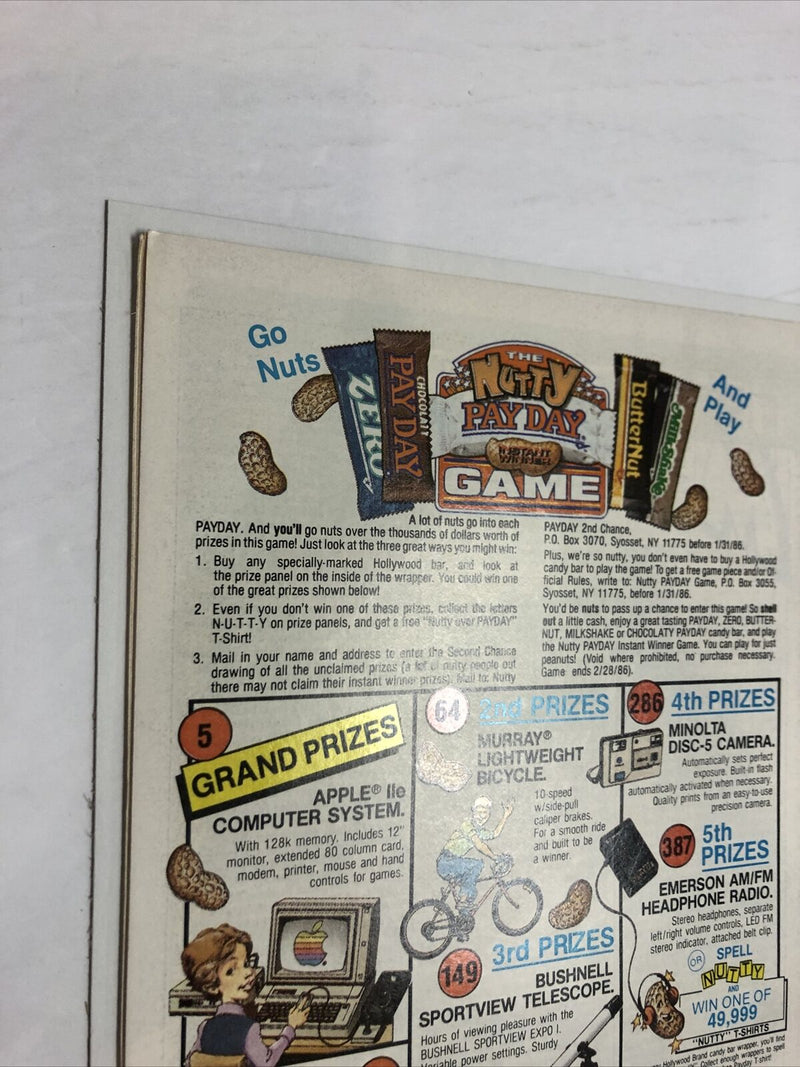 Go
Nuts
ZERO
CHOCOLATY
PAY DAY
THE
NUTTY
PAY DAY
INSTANT
WINNER
GAME
ButterNut
Milk-Shake
And
Play
A lot of nuts go into each
PAYDAY. And you'll go nuts over the thousands of dollars worth of
prizes in this game! Just look at the three great ways you might win:
1. Buy any specially-marked Hollywood bar, and look at
the prize panel on the inside of the wrapper. You could win one
of the great prizes shown below!
2. Even if you don't win one of these prizes, collect the letters
N-U-T-T-Y on prize panels, and get a free "Nutty over PAYDAY"
T-Shirt!
3. Mail in your name and address to enter the Second Chance
drawing of all the unclaimed prizes (a lot of nutty people out
there may not claim their instant winner prizes). Mail to: Nutty
PAYDAY 2nd Chance,
P.O. Box 3070, Syosset, NY 11775 before 1/31/86.
Plus, we're so nutty, you don't even have to buy a Hollywood
candy bar to play the game! To get a free game piece and/or Of-
ficial Rules, write to: Nutty PAYDAY Game, P.O. Box 3055,
Syosset, NY 11775, before 1/31/86.
You'd be nuts to pass up a chance to enter this game! So shell
out a little cash, enjoy a great tasting PAYDAY, ZERO, BUTTER-
NUT, MILKSHAKE or CHOCOLATY PAYDAY candy bar, and play
the Nutty PAYDAY Instant Winner Game. You can play for just
peanuts! (Void where prohibited, no purchase necessary.
Game ends 2/28/86).
5
GRAND PRIZES
APPLE® IIe
COMPUTER SYSTEM.
With 128k memory. Includes 12"
monitor, extended 80 column card,
modem, printer, mouse and hand
controls for games.
64 2nd PRIZES
MURRAY®
LIGHTWEIGHT
BICYCLE.
10-speed
w/side-pull
caliper brakes.
For a smooth ride
and built to be
a winner.
149 3rd PRIZES
BUSHNELL
SPORTVIEW TELESCOPE.
Hours of viewing pleasure with the
BUSHNELL SPORTVIEW EXPO I.
Variable power settings. Sturdy
286 4th PRIZES
MINOLTA
DISC-5 CAMERA.
Automatically sets perfect
exposure. Built-in flash
automatically activated when necessary.
Quality prints from an easy-to-use
precision camera.
387 5th
PRIZES
EMERSON AM/FM
HEADPHONE RADIO.
Stereo headphones, separate
left/right volume controls, LED FM
stereo indicator, attached belt clip.
OR SPELL
NUTTY
AND
WIN ONE OF
49,999
"NUTTY" T-SHIRTS
Hollywood Brand candy bar wrapper, you'll find
Collect enough wrappers to spell
Payday T-shirt!